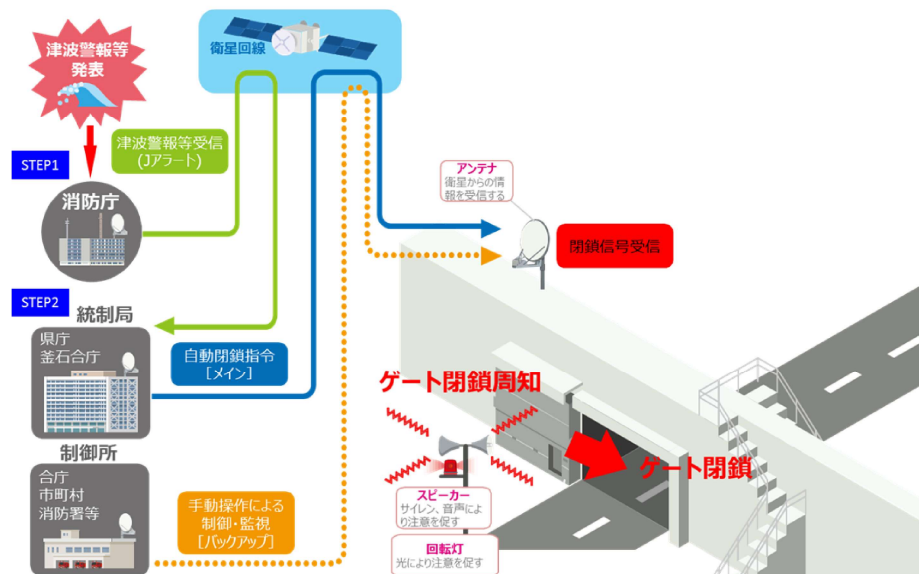 津波警報等
発表
衛星回線
津波警報等受信
(Jアラート)
STEP1
消防庁
アンテナ
衛星からの情
報を受信する
閉鎖信号受信
STEP2
統制局
県庁
釜石合庁
自動閉鎖指令
[メイン]
制御所
合庁
市町村
消防署等
手動操作による
制御・監視
[バックアップ]
ゲート閉鎖周知
ゲート閉鎖
スピーカー
サイレン、音声によ
り注意を促す
回転灯
光により注意を促す